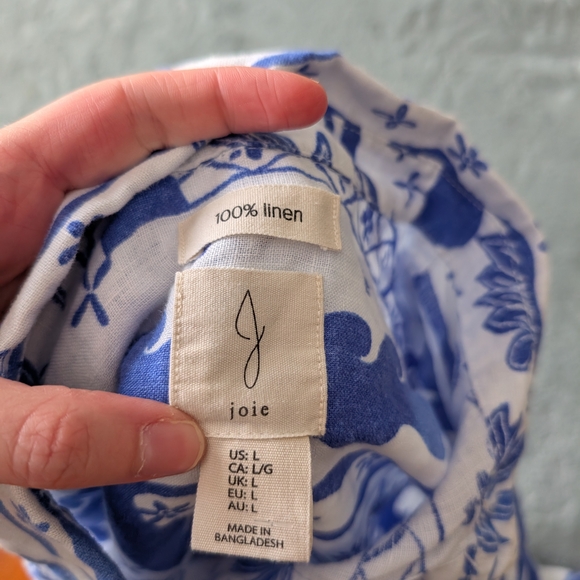 100% linen
J
joie
US: L
CA: L/G
UK: L
EU: L
AU: L
MADE IN
BANGLADESH